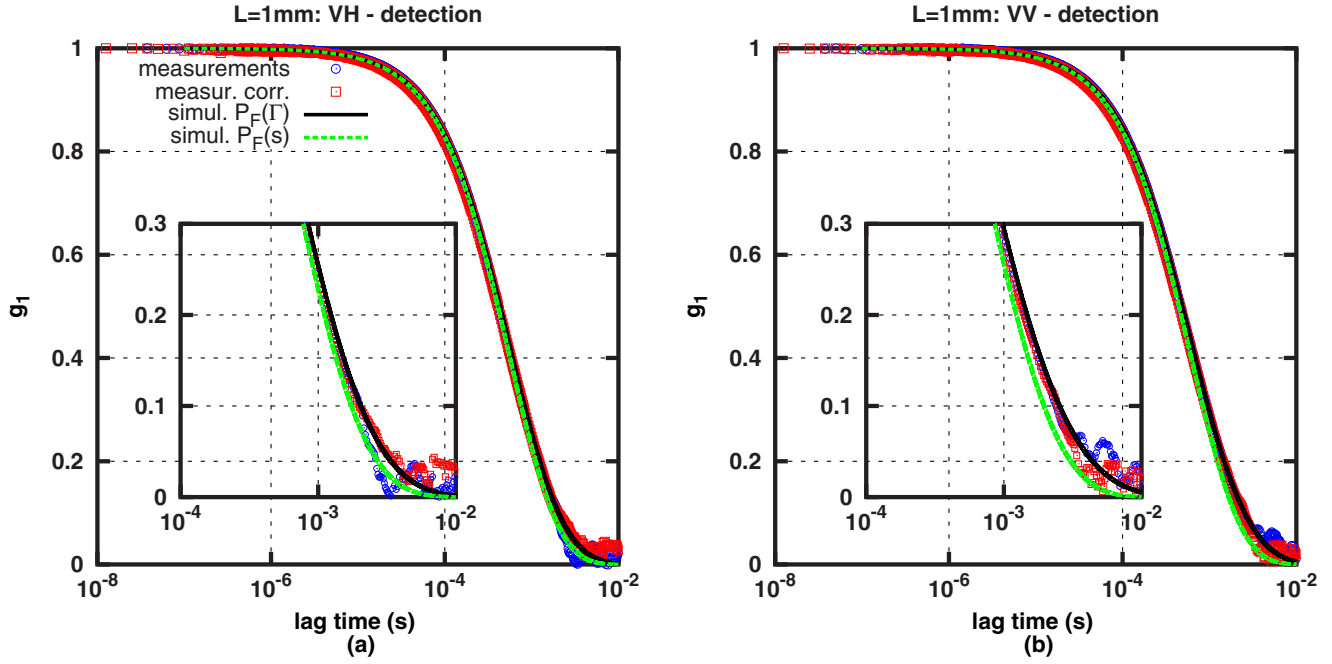 L=1mm: VH - detection
1
0.8
0.6
0.4
0.2
0
g1
measurements
measur. corr.
simul. P_F(Γ)
simul. P_F(s)
0.3
0.2
0.1
0
10^-4 10^-3 10^-2
10^-8 10^-6 10^-4 10^-2
lag time (s)
(a)
L=1mm: VV - detection
1
0.8
0.6
0.4
0.2
0
g1
0.3
0.2
0.1
0
10^-4 10^-3 10^-2
10^-8 10^-6 10^-4 10^-2
lag time (s)
(b)